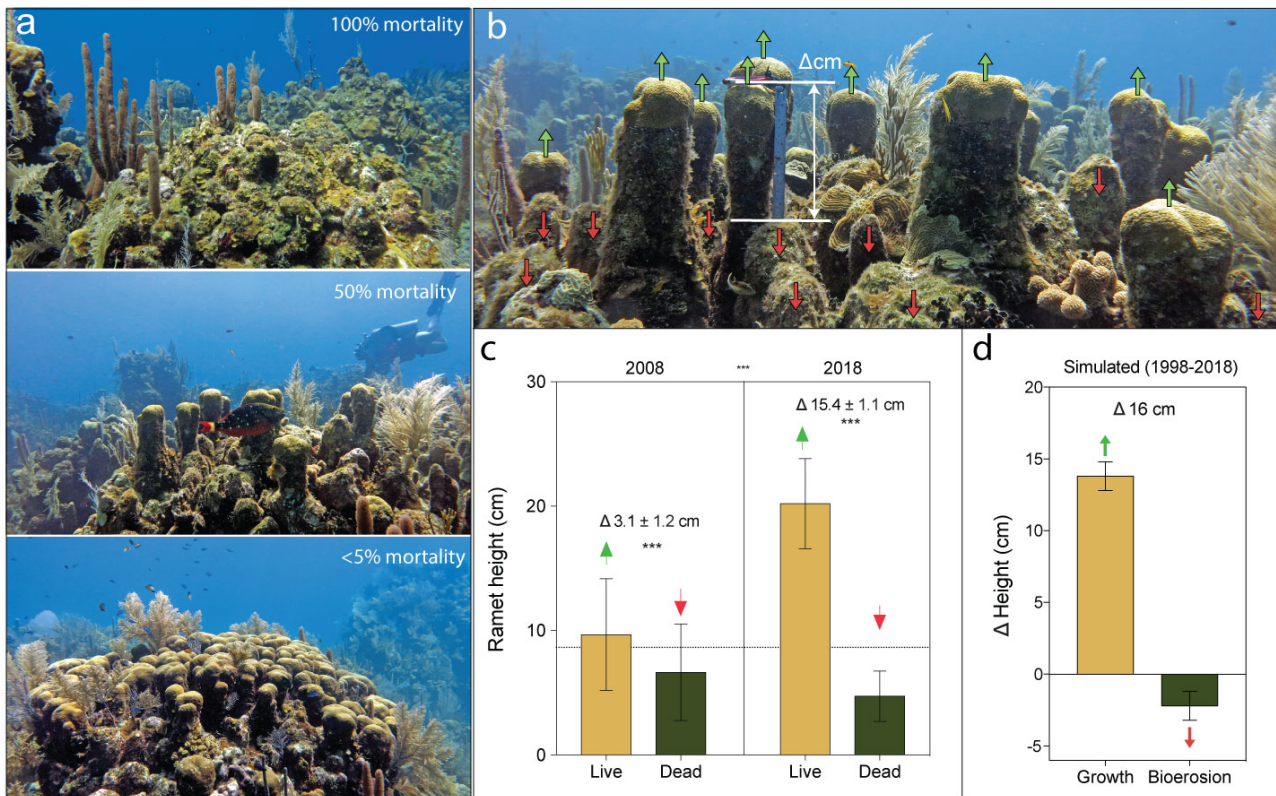 a
100% mortality
50% mortality
<5% mortality
b
Δcm
c
2008 *** 2018
30
20
10
0
Ramet height (cm)
Δ 3.1 ± 1.2 cm
***
Δ 15.4 ± 1.1 cm
***
Live Dead Live Dead
d
Simulated (1998-2018)
Δ 16 cm
20
15
10
5
0
-5
Δ Height (cm)
Growth Bioerosion